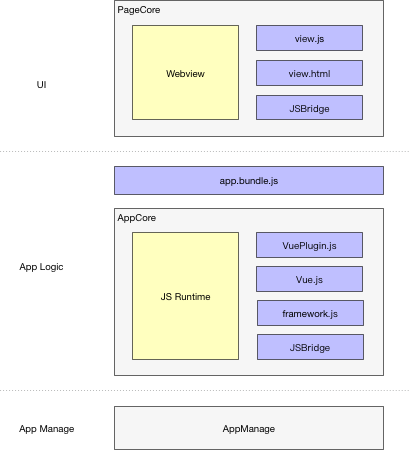 PageCore
view.js
UI
Webview
view.html
JSBridge
app.bundle.js
AppCore
VuePlugin.js
App Logic
Vue.js
JS Runtime
framework.js
JSBridge
App Manage
AppManage